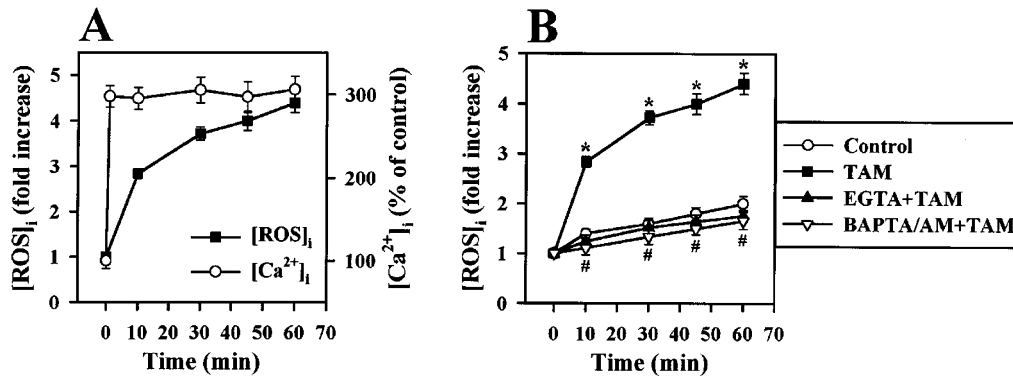 A
[ROS]i (fold increase)
5
4
3
2
1
0
300
200
100
[Ca2+]i (% of control)
[ROS]i
[Ca2+]i
0 10 20 30 40 50 60 70
Time (min)
B
[ROS]i (fold increase)
5
4
3
2
1
0
* * * * *
# # # #
0 10 20 30 40 50 60 70
Time (min)
Control
TAM
EGTA+TAM
BAPTA/AM+TAM